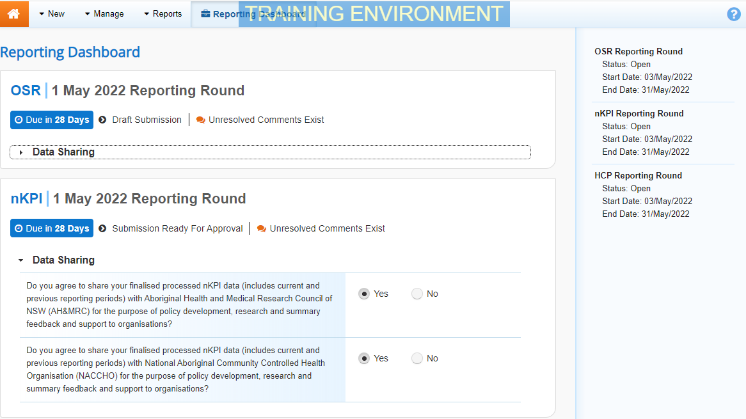 New
Manage
Reports
Reporting Dashboard
TRAINING ENVIRONMENT
?
Reporting Dashboard
OSR | 1 May 2022 Reporting Round
Due in 28 Days
Draft Submission
Unresolved Comments Exist
Data Sharing
nKPI | 1 May 2022 Reporting Round
Due in 28 Days
Submission Ready For Approval
Unresolved Comments Exist
Data Sharing
Do you agree to share your finalised processed nKPI data (includes current and
previous reporting periods) with Aboriginal Health and Medical Research Council of
NSW (AH&MRC) for the purpose of policy development, research and summary
feedback and support to organisations?
Yes
No
Do you agree to share your finalised processed nKPI data (includes current and
previous reporting periods) with National Aboriginal Community Controlled Health
Organisation (NACCHO) for the purpose of policy development, research and
summary feedback and support to organisations?
Yes
No
OSR Reporting Round
Status: Open
Start Date: 03/May/2022
End Date: 31/May/2022
nKPI Reporting Round
Status: Open
Start Date: 03/May/2022
End Date: 31/May/2022
HCP Reporting Round
Status: Open
Start Date: 03/May/2022
End Date: 31/May/2022